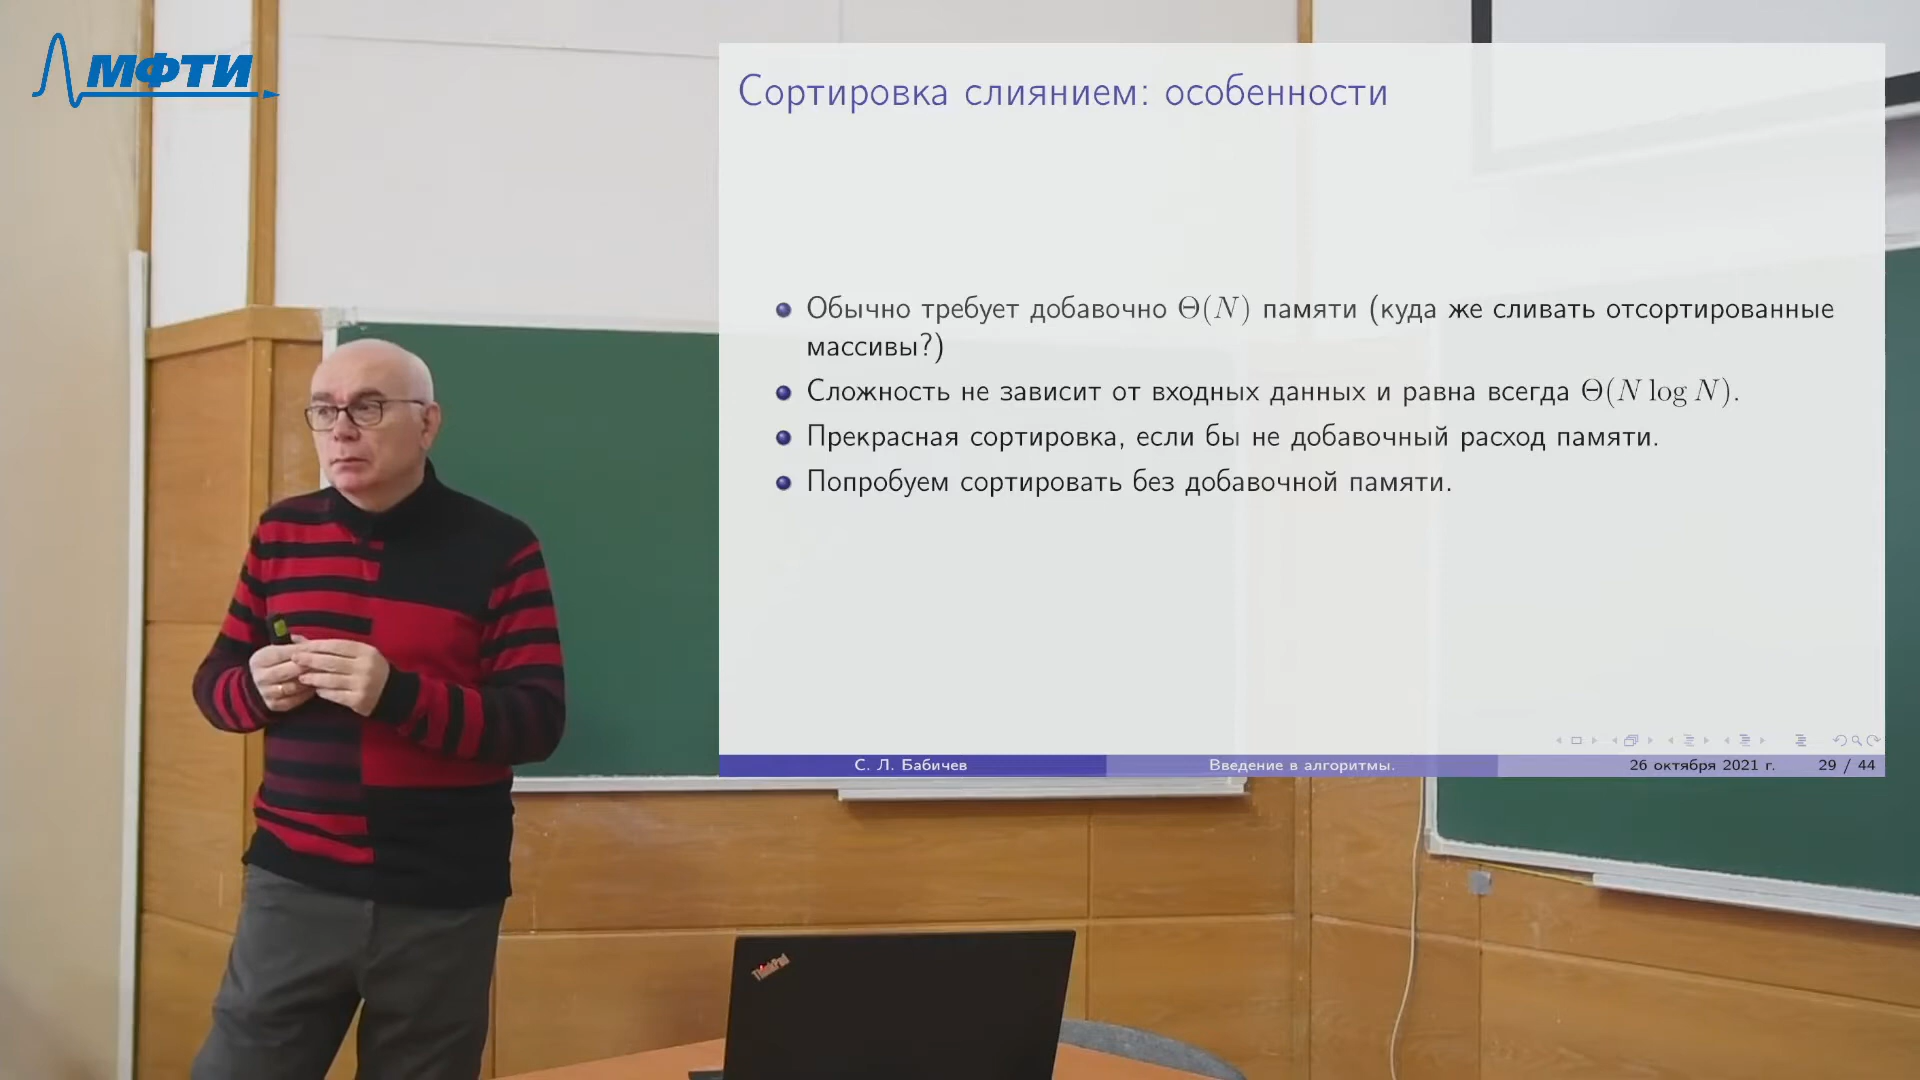 МФТИ
Сортировка слиянием: особенности
Обычно требует добавочно Θ(N) памяти (куда же сливать отсортированные
массивы?)
Сложность не зависит от входных данных и равна всегда Θ(N log N).
Прекрасная сортировка, если бы не добавочный расход памяти.
Попробуем сортировать без добавочной памяти.
С. Л. Бабичев Введение в алгоритмы. 26 октября 2021 г. 29 / 44
ThinkPad